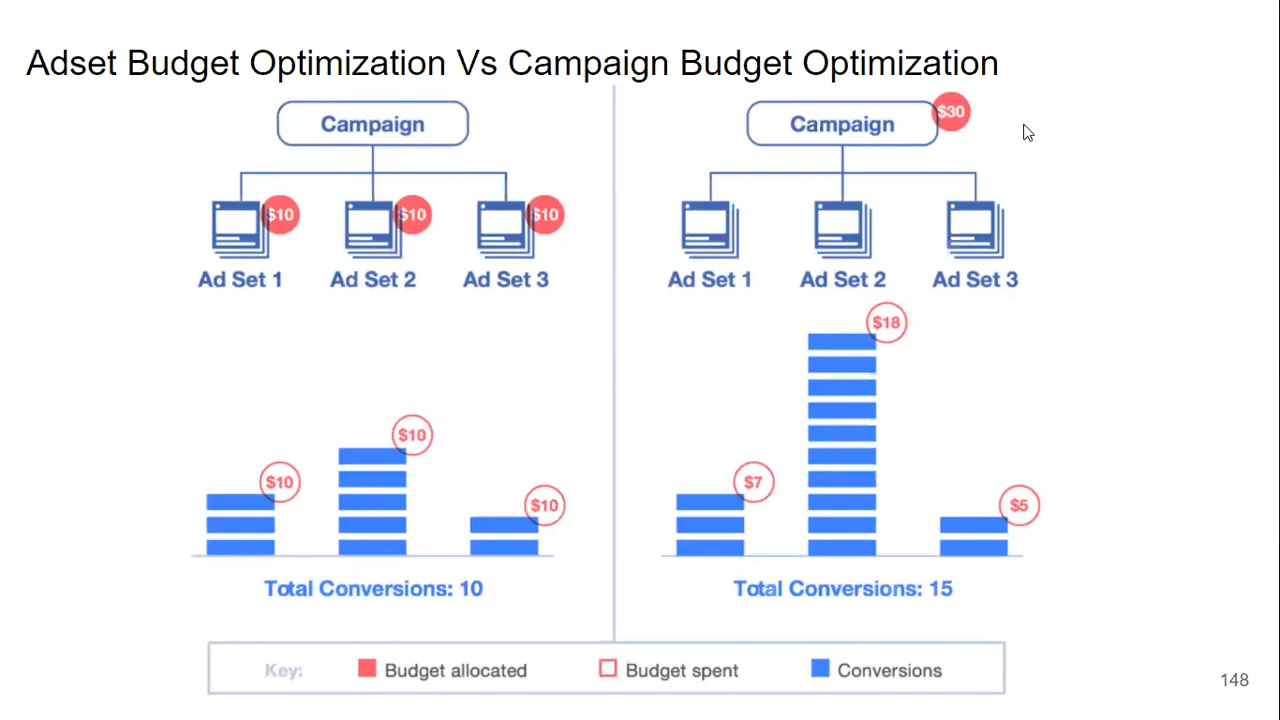 Adset Budget Optimization Vs Campaign Budget Optimization
Campaign
$10
$10
$10
Ad Set 1
Ad Set 2
Ad Set 3
$10
$10
$10
Total Conversions: 10
Campaign
$30
Ad Set 1
Ad Set 2
Ad Set 3
$7
$18
$5
Total Conversions: 15
Key:
Budget allocated
Budget spent
Conversions
148